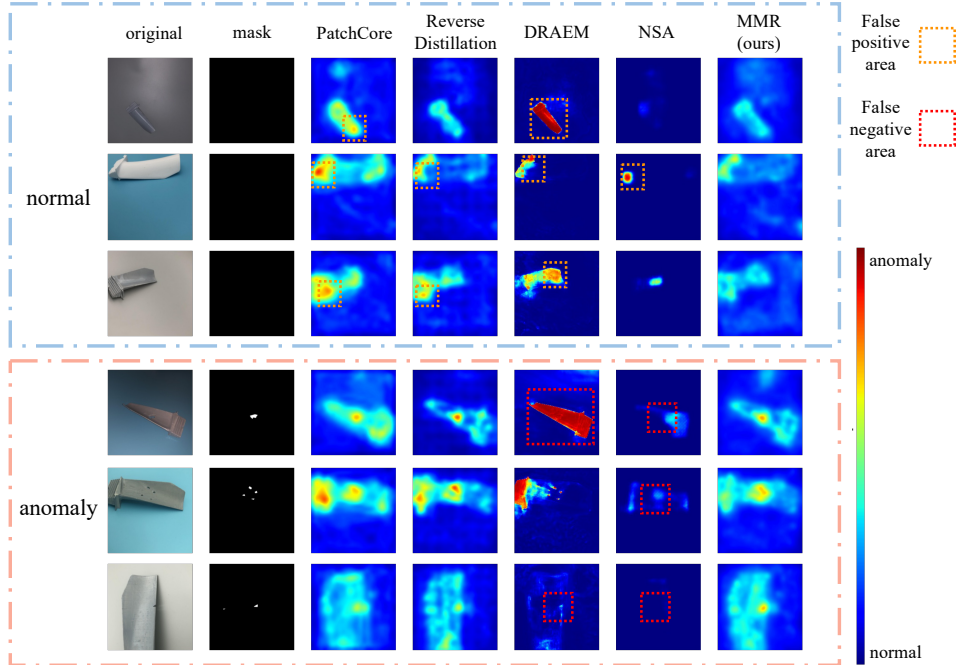 original mask PatchCore Reverse Distillation DRAEM NSA MMR (ours)
False positive area
False negative area
normal
anomaly
anomaly
normal